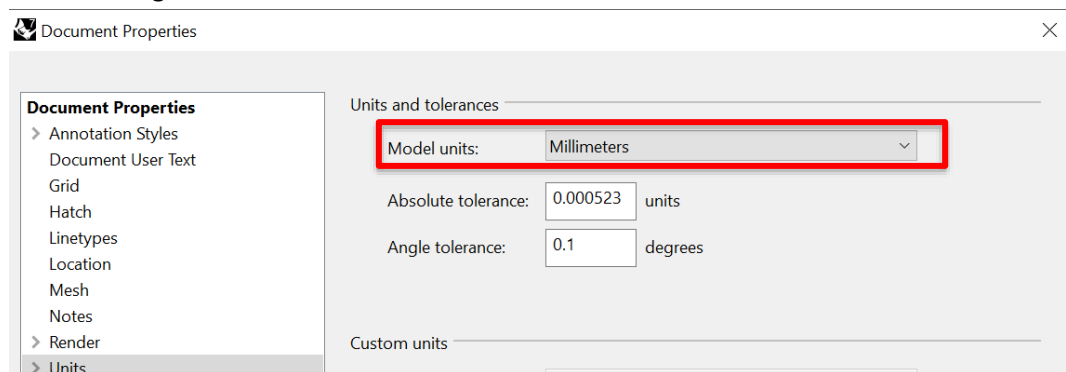 Document Properties
Document Properties
Annotation Styles
Document User Text
Grid
Hatch
Linetypes
Location
Mesh
Notes
Render
Units
Units and tolerances
Model units: Millimeters
Absolute tolerance: 0.000523 units
Angle tolerance: 0.1 degrees
Custom units